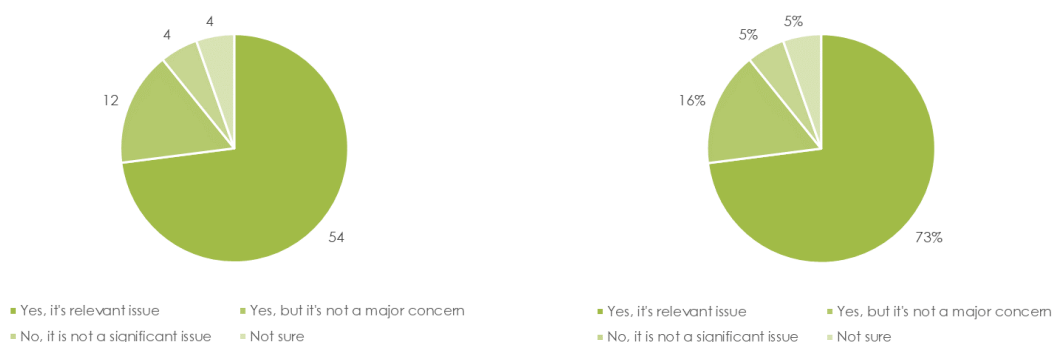 4
4
12
54
Yes, it's relevant issue
Yes, but it's not a major concern
No, it is not a significant issue
Not sure
5%
5%
16%
73%
Yes, it's relevant issue
Yes, but it's not a major concern
No, it is not a significant issue
Not sure